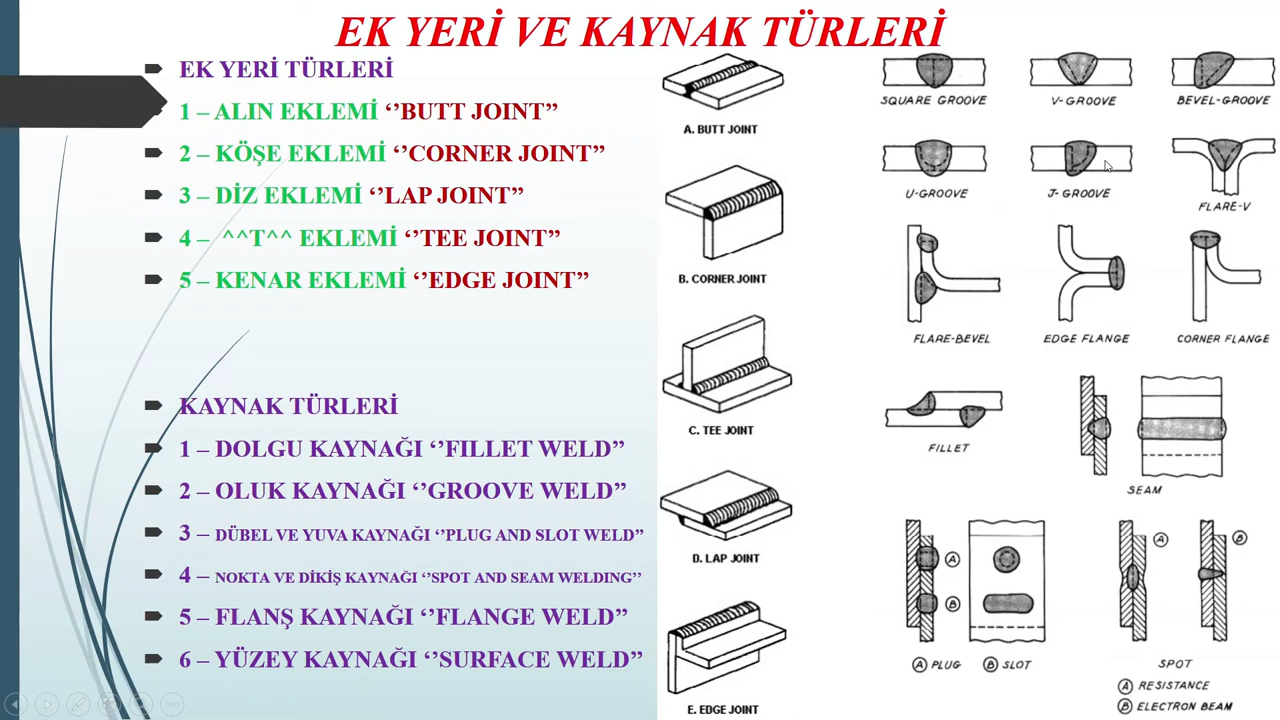 EK YERİ VE KAYNAK TÜRLERİ
EK YERİ TÜRLERİ
1 – ALIN EKLEMİ ‘’BUTT JOINT’’
2 – KÖŞE EKLEMİ ‘’CORNER JOINT’’
3 – DİZ EKLEMİ ‘’LAP JOINT’’
4 – ^^T^^ EKLEMİ ‘’TEE JOINT’’
5 – KENAR EKLEMİ ‘’EDGE JOINT’’
KAYNAK TÜRLERİ
1 – DOLGU KAYNAĞI ‘’FILLET WELD’’
2 – OLUK KAYNAĞI ‘’GROOVE WELD’’
3 – DÜBEL VE YUVA KAYNAĞI ‘’PLUG AND SLOT WELD’’
4 – NOKTA VE DİKİŞ KAYNAĞI ‘’SPOT AND SEAM WELDING’’
5 – FLANŞ KAYNAĞI ‘’FLANGE WELD’’
6 – YÜZEY KAYNAĞI ‘’SURFACE WELD’’
A. BUTT JOINT
B. CORNER JOINT
C. TEE JOINT
D. LAP JOINT
E. EDGE JOINT
SQUARE GROOVE
V-GROOVE
BEVEL-GROOVE
U-GROOVE
J-GROOVE
FLARE-V
FLARE-BEVEL
EDGE FLANGE
CORNER FLANGE
FILLET
SEAM
A
B
A PLUG
B SLOT
A
B
SPOT
A RESISTANCE
B ELECTRON BEAM